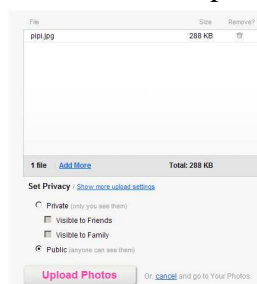 File Size Remove?
pipi.jpg 288 KB
1 file Add More Total: 288 KB
Set Privacy / Show more upload settings
Private (only you see them)
Visible to Friends
Visible to Family
Public (anyone can see them)
Upload Photos Or, cancel and go to Your Photos.